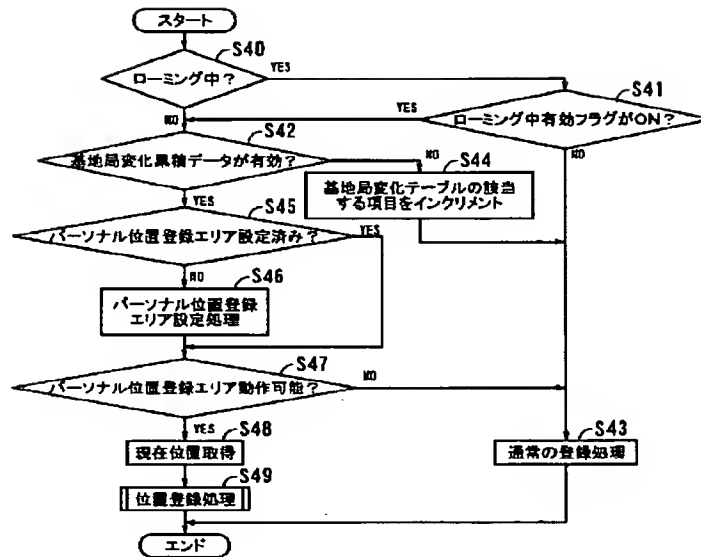 スタート
S40
ローミング中?
YES
NO
S41
ローミング中有効フラグがON?
YES
NO
S42
基地局変化累積データが有効?
NO
YES
S44
基地局変化テーブルの該当
する項目をインクリメント
S45
パーソナル位置登録エリア設定済み?
YES
NO
S46
パーソナル位置登録
エリア設定処理
S47
パーソナル位置登録エリア動作可能?
NO
YES
S48
現在位置取得
S43
通常の登録処理
S49
位置登録処理
エンド